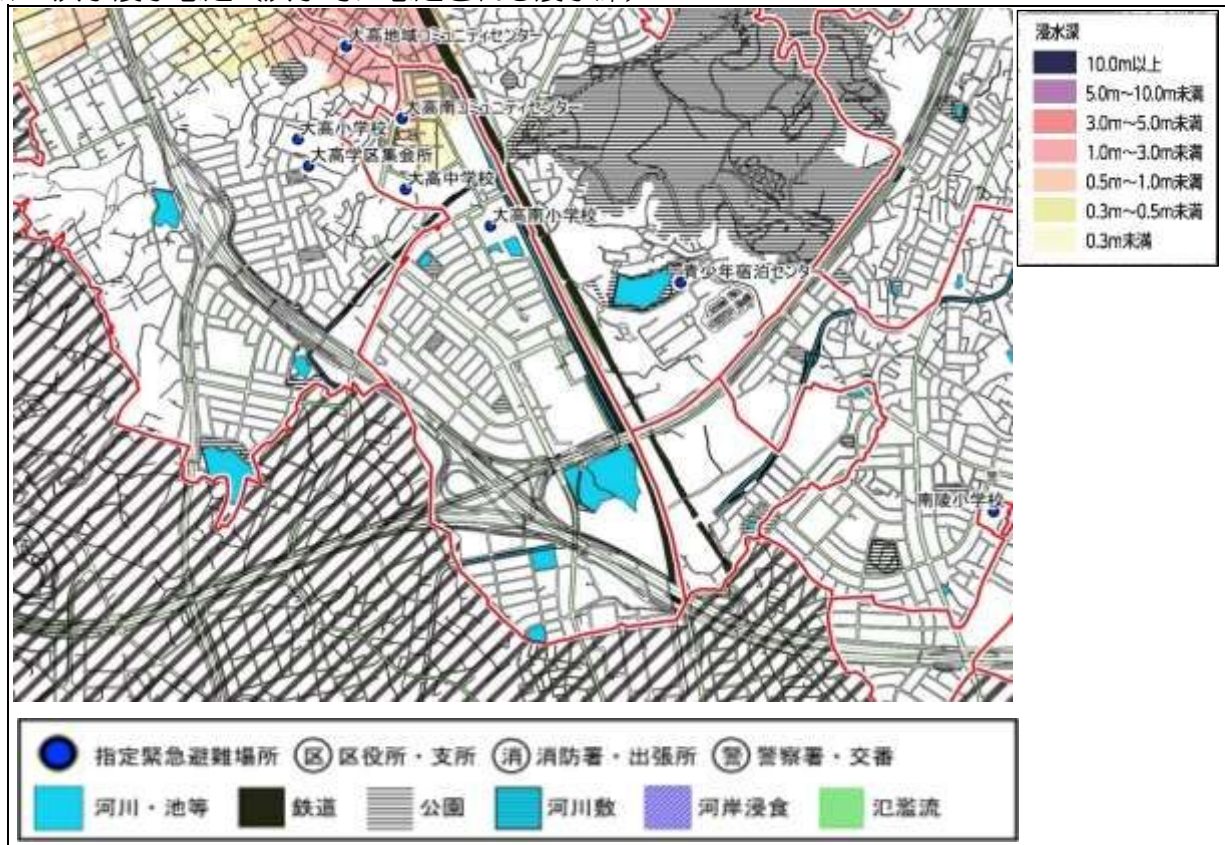 浸水深
10.0m以上
5.0m～10.0m未満
3.0m～5.0m未満
1.0m～3.0m未満
0.5m～1.0m未満
0.3m～0.5m未満
0.3m未満
大高地域コミュニティセンター
大高南コミュニティセンター
大高小学校
大高学区集会所
大高中学校
大高南小学校
青少年宿泊センター
南陵小学校
指定緊急避難場所 区 区役所・支所 消 消防署・出張所 警 警察署・交番
河川・池等 鉄道 公園 河川敷 河岸浸食 氾濫流